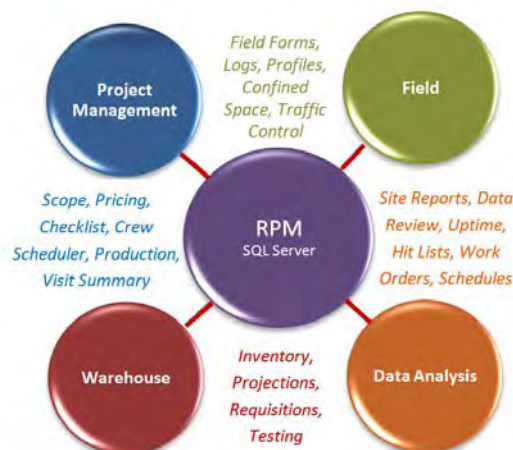 Project
Management
Field Forms,
Logs, Profiles,
Confined
Space, Traffic
Control
Field
Scope, Pricing,
Checklist, Crew
Scheduler, Production,
Visit Summary
RPM
SQL Server
Site Reports, Data
Review, Uptime,
Hit Lists, Work
Orders, Schedules
Warehouse
Inventory,
Projections,
Requisitions,
Testing
Data Analysis